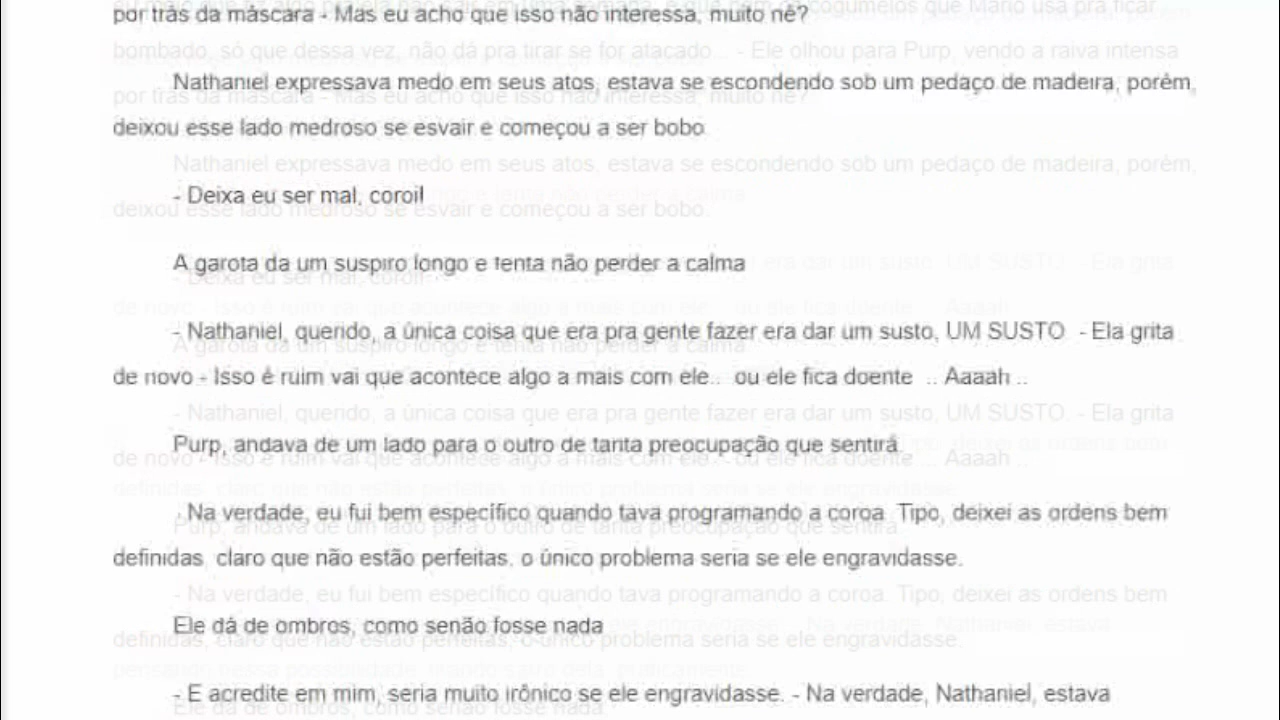 por trás da máscara - Mas eu acho que isso não interessa, muito né?
Nathaniel expressava medo em seus atos, estava se escondendo sob um pedaço de madeira, porém,
deixou esse lado medroso se esvair e começou a ser bobo.
- Deixa eu ser mal, coroi!
A garota da um suspiro longo e tenta não perder a calma
- Nathaniel, querido, a única coisa que era pra gente fazer era dar um susto, UM SUSTO. - Ela grita
de novo - Isso é ruim vai que acontece algo a mais com ele... ou ele fica doente ... Aaaah ..
Purp, andava de um lado para o outro de tanta preocupação que sentirá.
- Na verdade, eu fui bem específico quando tava programando a coroa. Tipo, deixei as ordens bem
definidas, claro que não estão perfeitas, o único problema seria se ele engravidasse.
Ele dá de ombros, como senão fosse nada
- E acredite em mim, seria muito irônico se ele engravidasse. - Na verdade, Nathaniel, estava